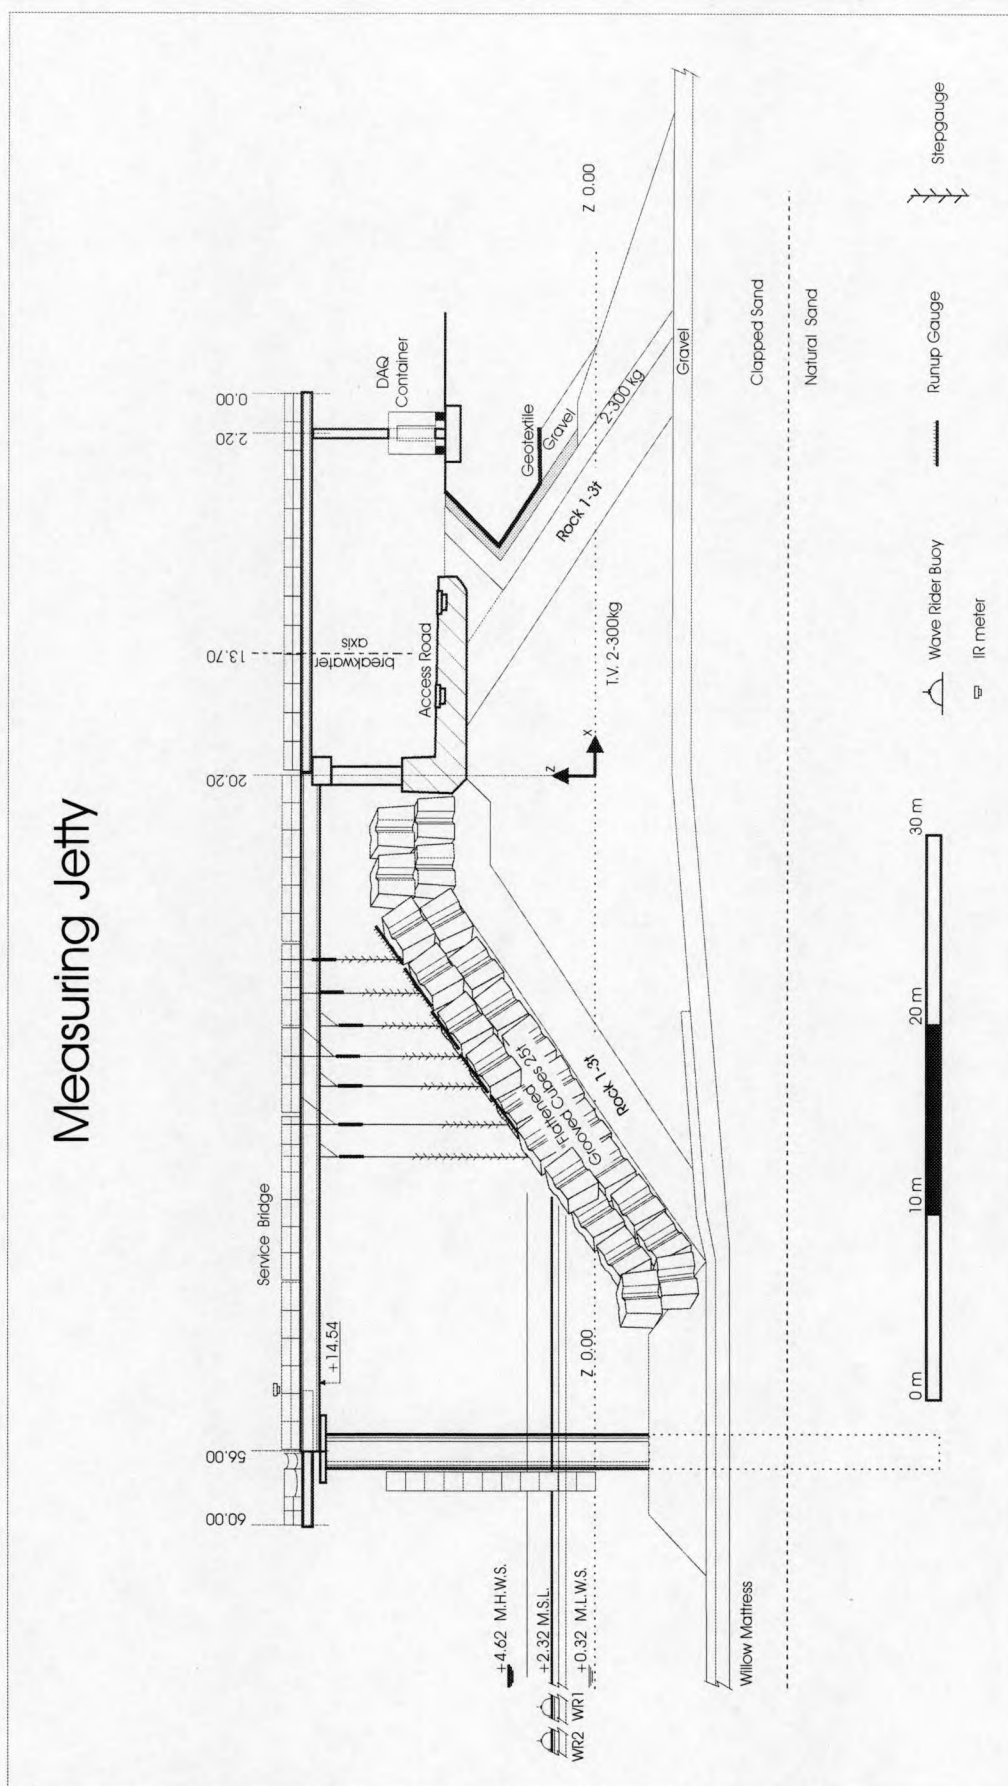 Measuring Jetty
60.00
56.00
20.20
13.70
2.20
0.00
Service Bridge
+14.54
breakwater
axis
DAQ
Container
Access Road
+4.62 M.H.W.S.
+2.32 M.S.L.
+0.32 M.L.W.S.
WR2 WR1
Z 0.00
"Flattened"
Grooved Cubes 25t
Rock 1-3t
z
x
T.V. 2-300kg
Rock 1-3t
Geotextile
Gravel
2-300 kg
Z 0.00
Gravel
Willow Mattress
Clapped Sand
Natural Sand
0 m
10 m
20 m
30 m
Wave Rider Buoy
Runup Gauge
Stepgauge
IR meter